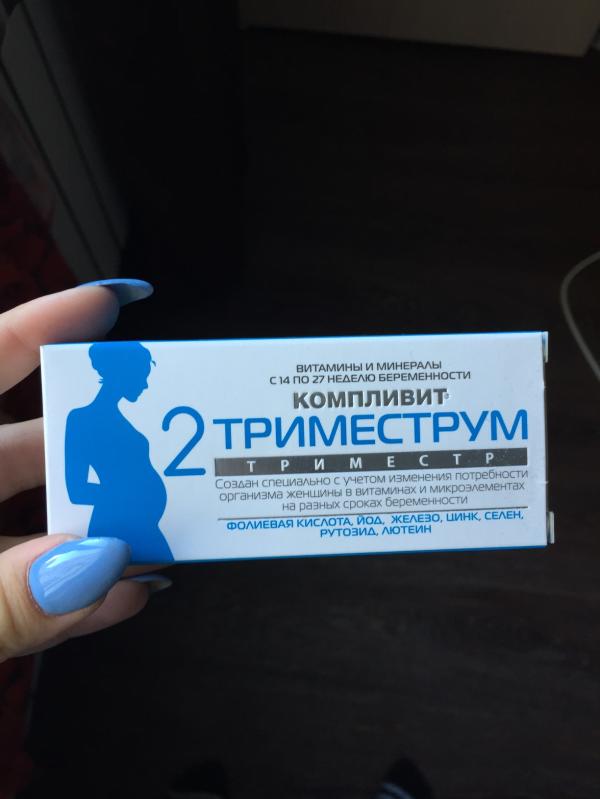 ВИТАМИНЫ И МИНЕРАЛЫ
С 14 ПО 27 НЕДЕЛЮ БЕРЕМЕННОСТИ
КОМПЛИВИТ®
2 ТРИМЕСТРУМ
ТРИМЕСТР
Создан специально с учетом изменения потребности
организма женщины в витаминах и микроэлементах
на разных сроках беременности
ФОЛИЕВАЯ КИСЛОТА, ЙОД, ЖЕЛЕЗО, ЦИНК, СЕЛЕН,
РУТОЗИД, ЛЮТЕИН